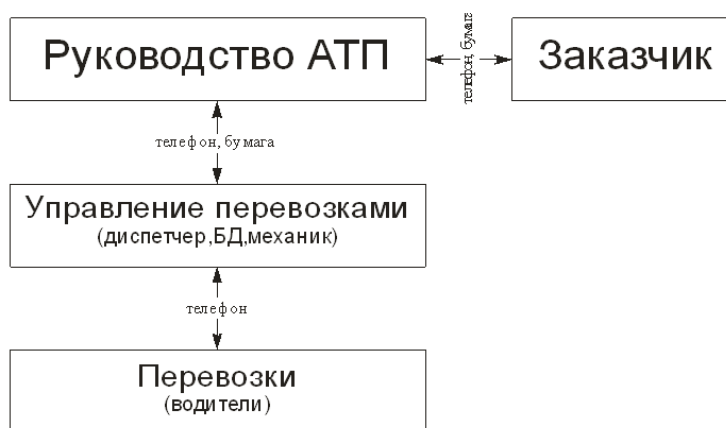 Руководство АТП
телефон, бумага
Заказчик
телефон, бумага
Управление перевозками
(диспетчер,БД,механик)
телефон
Перевозки
(водители)